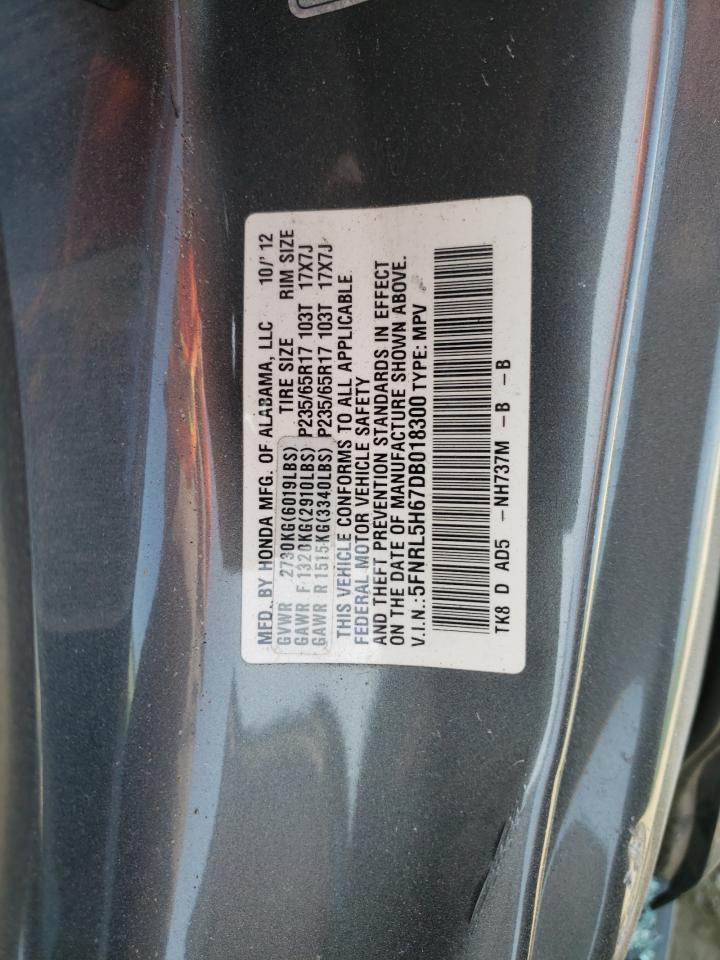 MFD. BY HONDA MFG. OF ALABAMA, LLC 10/'12
GVWR 2730KG(6019LBS) TIRE SIZE RIM SIZE
GAWR F 1320KG(2910LBS) P235/65R17 103T 17X7J
GAWR R 1515KG(3340LBS) P235/65R17 103T 17X7J
THIS VEHICLE CONFORMS TO ALL APPLICABLE
FEDERAL MOTOR VEHICLE SAFETY
AND THEFT PREVENTION STANDARDS IN EFFECT
ON THE DATE OF MANUFACTURE SHOWN ABOVE.
V.I.N.:5FNRL5H67DB018300 TYPE: MPV
TK8 D AD5 -NH737M -B -B